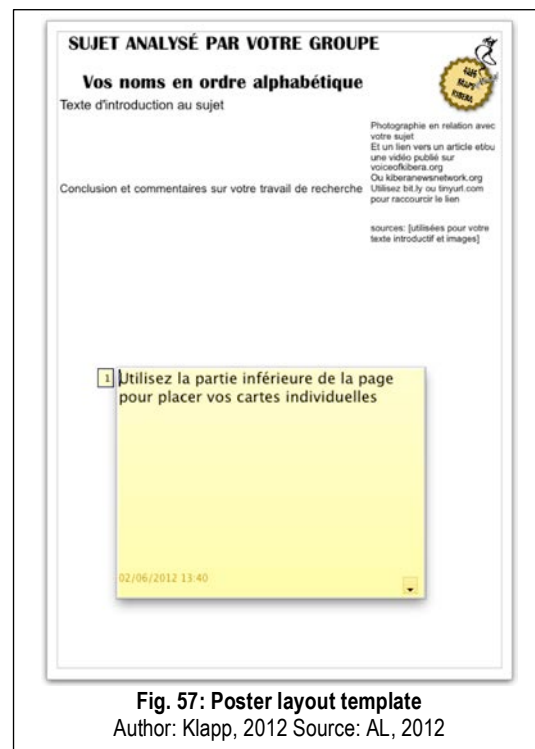 SUJET ANALYSÉ PAR VOTRE GROUPE
Vos noms en ordre alphabétique
Texte d'introduction au sujet
Photographie en relation avec
votre sujet
Et un lien vers un article et/ou
une vidéo publié sur
voiceofkibera.org
Ou kiberanewsnetwork.org
Utilisez bit.ly ou tinyurl.com
pour raccourcir le lien
Conclusion et commentaires sur votre travail de recherche
sources: [utilisées pour votre
texte introductif et images]
KIBERA
1
Utilisez la partie inférieure de la page
pour placer vos cartes individuelles
02/06/2012 13:40
Fig. 57: Poster layout template
Author: Klapp, 2012 Source: AL, 2012